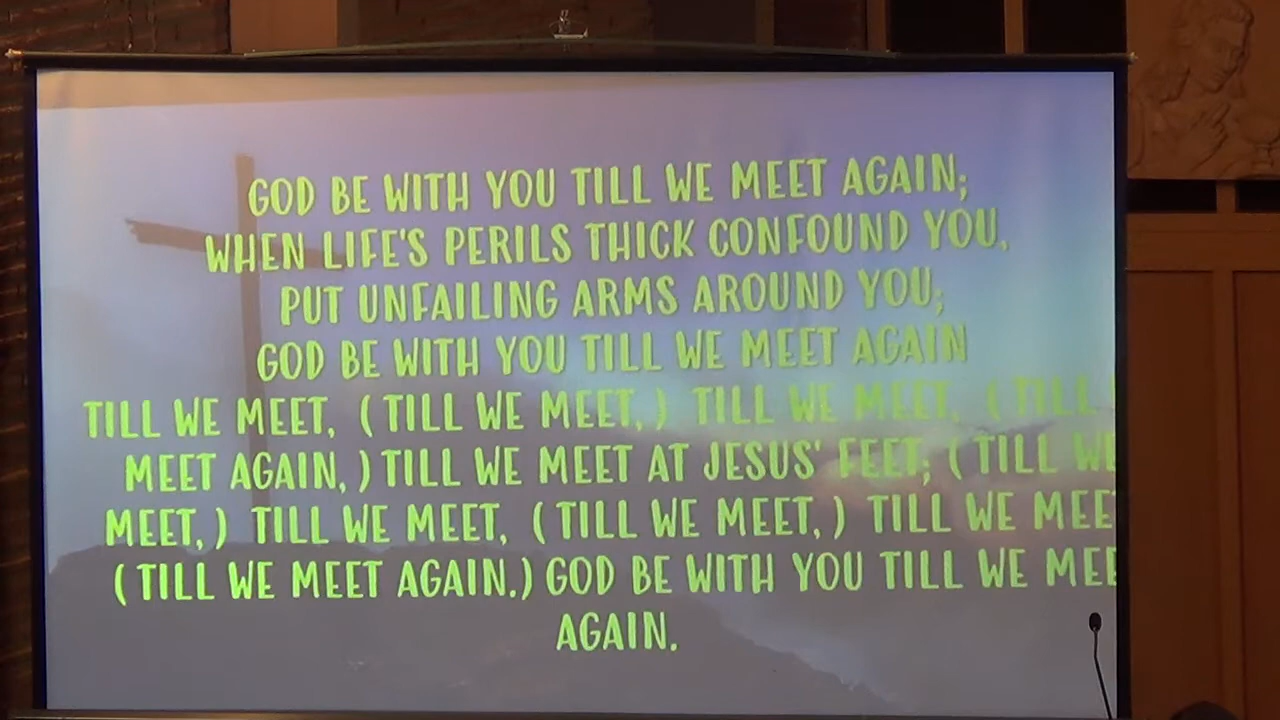 GOD BE WITH YOU TILL WE MEET AGAIN;
WHEN LIFE'S PERILS THICK CONFOUND YOU,
PUT UNFAILING ARMS AROUND YOU;
GOD BE WITH YOU TILL WE MEET AGAIN
TILL WE MEET, (TILL WE MEET,) TILL WE MEET, (TILL
MEET AGAIN,) TILL WE MEET AT JESUS' FEET; (TILL WE
MEET,) TILL WE MEET, (TILL WE MEET,) TILL WE MEE
(TILL WE MEET AGAIN.) GOD BE WITH YOU TILL WE MEE
AGAIN.